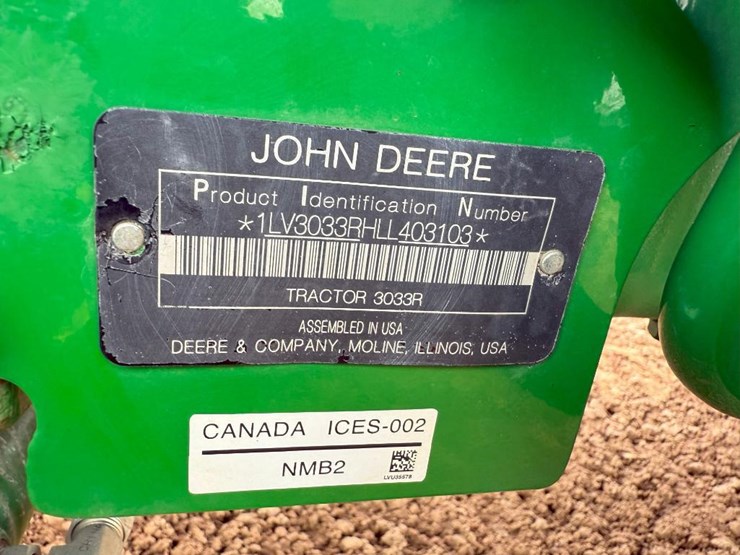 JOHN DEERE
Product Identification Number
*1LV3033RHLL403103*
TRACTOR 3033R
ASSEMBLED IN USA
DEERE & COMPANY, MOLINE, ILLINOIS, USA
CANADA ICES-002
NMB2